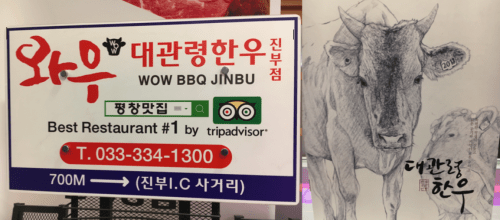 와우 대관령한우 진부점
WOW
WOW BBQ JINBU
평창맛집
Best Restaurant #1 by tripadvisor®
T. 033-334-1300
700M → (진부I.C 사거리)
대관령
한우